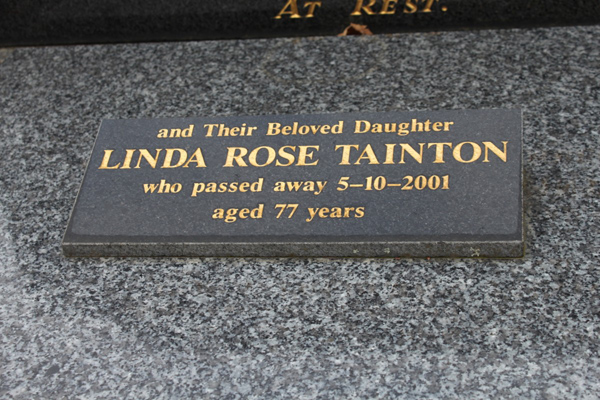 AT REST.
and Their Beloved Daughter
LINDA ROSE TAINTON
who passed away 5–10–2001
aged 77 years